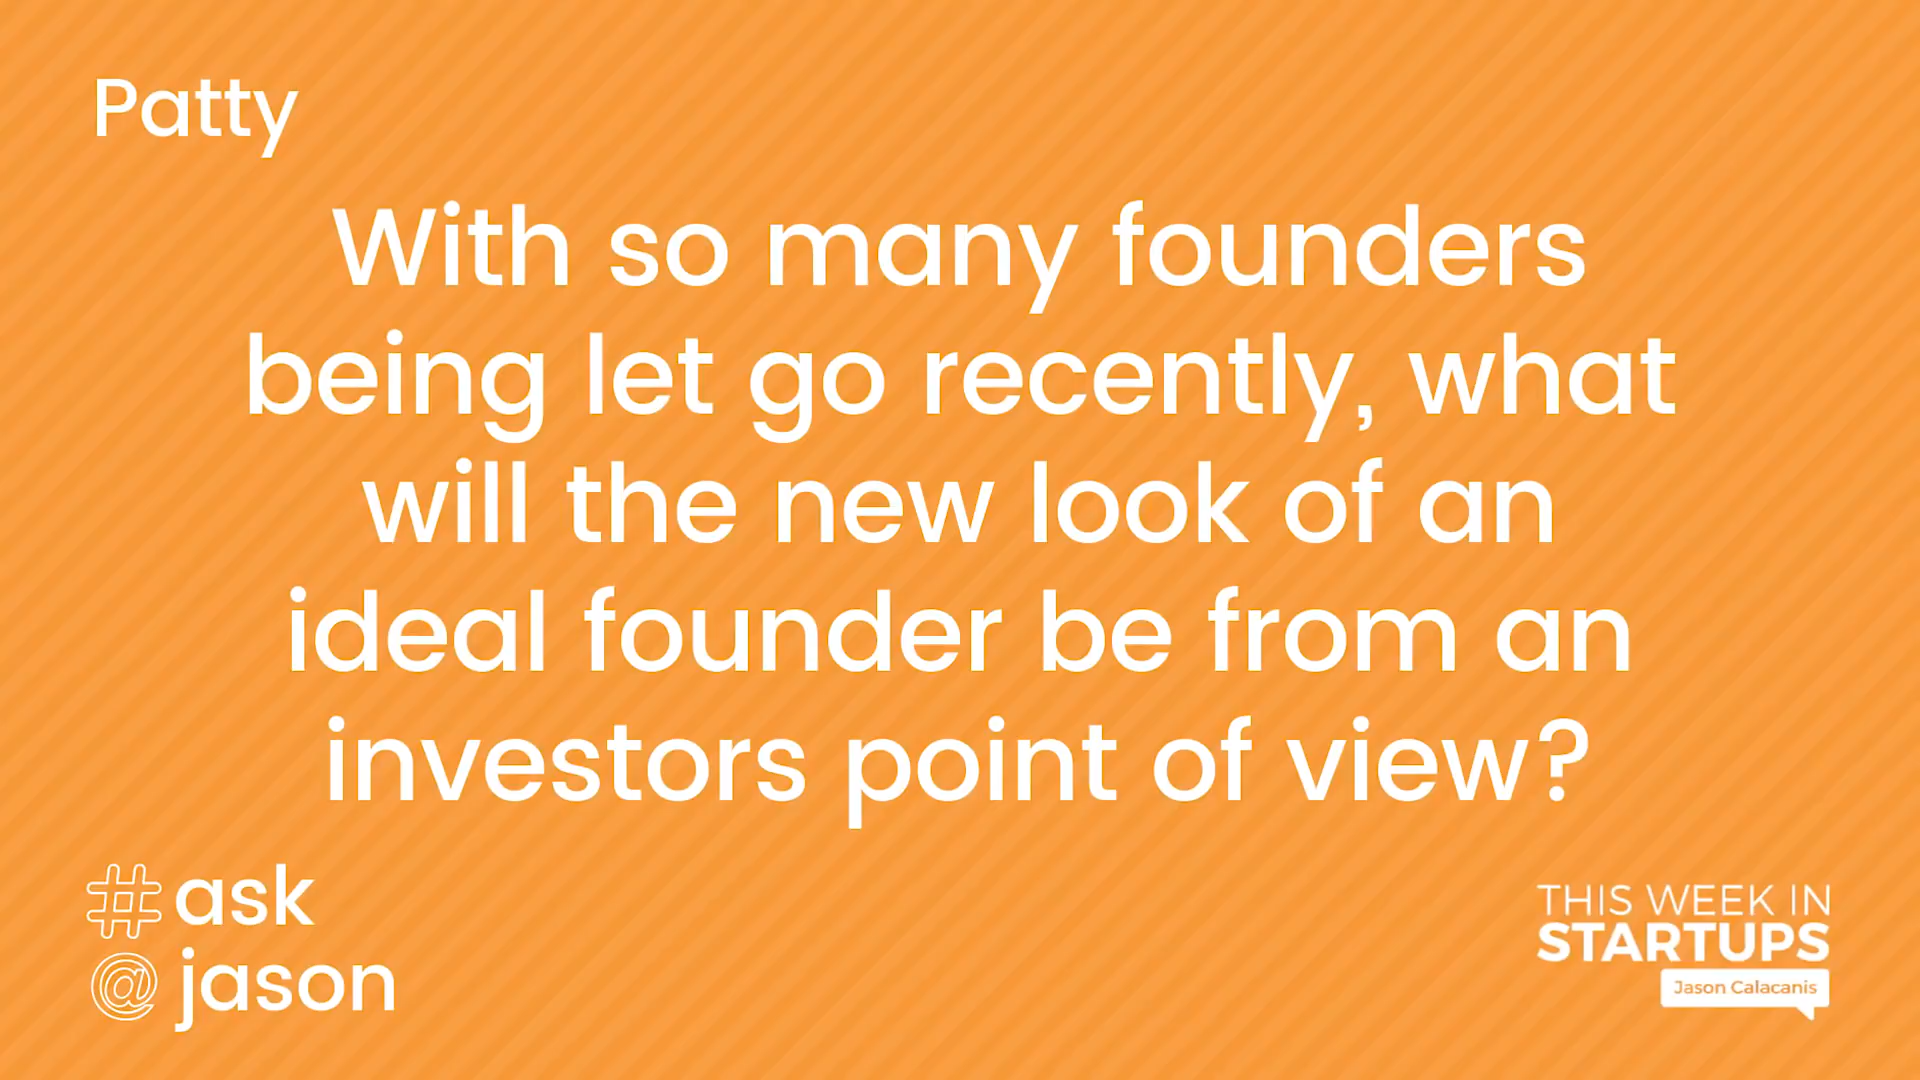 Patty
With so many founders
being let go recently, what
will the new look of an
ideal founder be from an
investors point of view?
#ask
@jason
THIS WEEK IN
STARTUPS
Jason Calacanis